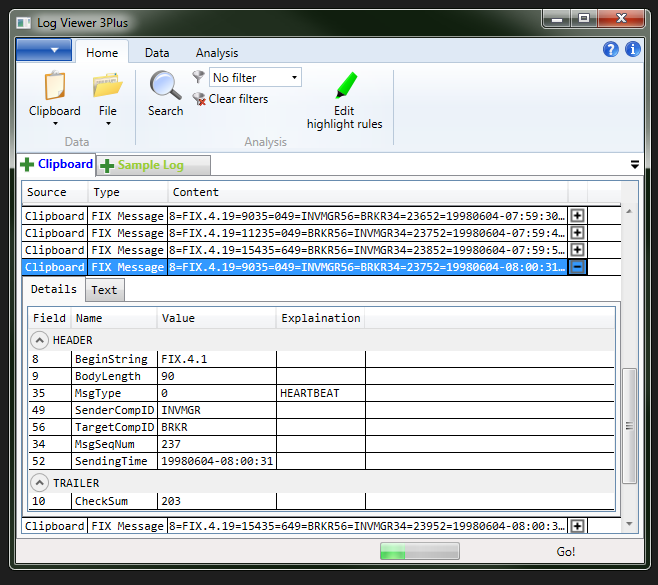 Log Viewer 3Plus
Home Data Analysis
Clipboard File Search No filter
Clear filters
Edit
highlight rules
Data Analysis
Clipboard Sample Log
Source Type Content
Clipboard FIX Message 8=FIX.4.19=9035=049=INVMGR56=BRKR34=23652=19980604-07:59:30...
Clipboard FIX Message 8=FIX.4.19=11235=049=BRKR56=INVMGR34=23752=19980604-07:59:4...
Clipboard FIX Message 8=FIX.4.19=15435=649=BRKR56=INVMGR34=23852=19980604-07:59:5...
Clipboard FIX Message 8=FIX.4.19=9035=049=INVMGR56=BRKR34=23752=19980604-08:00:31...
Details Text
Field Name Value Explaination
HEADER
8 BeginString FIX.4.1
9 BodyLength 90
35 MsgType 0 HEARTBEAT
49 SenderCompID INVMGR
56 TargetCompID BRKR
34 MsgSeqNum 237
52 SendingTime 19980604-08:00:31
TRAILER
10 CheckSum 203
Clipboard FIX Message 8=FIX.4.19=15435=649=BRKR56=INVMGR34=23952=19980604-08:00:3...
Go!